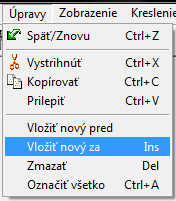 Úpravy Zobrazenie Kreslenie
Späť/Znovu Ctrl+Z
Vystrihnúť Ctrl+X
Kopírovať Ctrl+C
Prilepiť Ctrl+V
Vložiť nový pred
Vložiť nový za Ins
Zmazať Del
Označiť všetko Ctrl+A